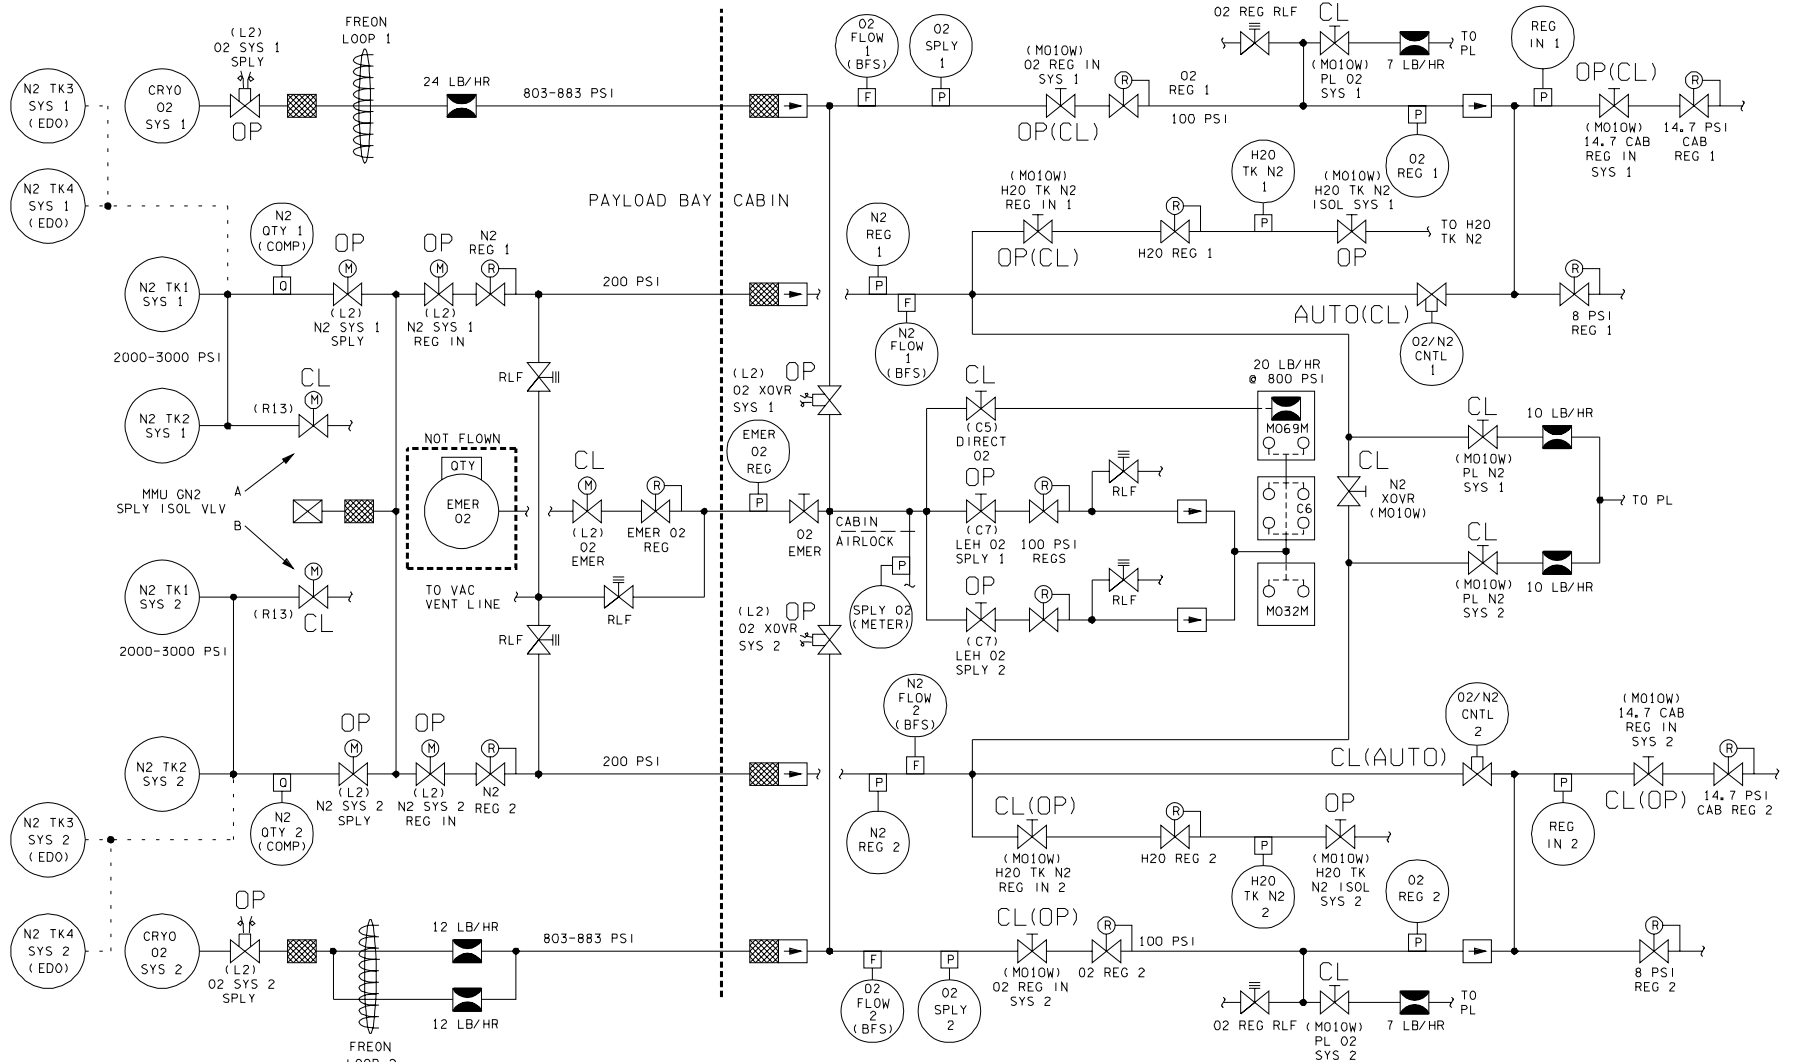 N2 TK3
SYS 1
(EDO)
CRYO
O2
SYS 1
(L2)
O2 SYS 1
SPLY
OP
FREON
LOOP 1
24 LB/HR
803-883 PSI
N2 TK4
SYS 1
(EDO)
N2
QTY 1
(COMP)
Q
N2 TK1
SYS 1
OP
M
(L2)
N2 SYS 1
SPLY
OP
M
(L2)
N2 SYS 1
REG IN
N2
REG 1
R
200 PSI
2000-3000 PSI
N2 TK2
SYS 1
CL
M
(R13)
RLF
MMU GN2
SPLY ISOL VLV
A
B
NOT FLOWN
QTY
EMER
O2
CL
M
(L2)
O2
EMER
R
EMER O2
REG
TO VAC
VENT LINE
RLF
RLF
N2 TK1
SYS 2
M
(R13)
CL
2000-3000 PSI
N2 TK2
SYS 2
Q
N2
QTY 2
(COMP)
OP
M
(L2)
N2 SYS 2
SPLY
OP
M
(L2)
N2 SYS 2
REG IN
R
N2
REG 2
200 PSI
N2 TK3
SYS 2
(EDO)
N2 TK4
SYS 2
(EDO)
CRYO
O2
SYS 2
OP
(L2)
O2 SYS 2
SPLY
12 LB/HR
12 LB/HR
803-883 PSI
FREON
LOOP 2
PAYLOAD BAY
CABIN
O2
FLOW
1
(BFS)
F
O2
SPLY
1
P
(MO10W)
O2 REG IN
SYS 1
OP(CL)
R
O2
REG 1
100 PSI
O2 REG RLF
CL
(MO10W)
PL O2
SYS 1
7 LB/HR
TO
PL
P
O2
REG 1
REG
IN 1
P
OP(CL)
(MO10W)
14.7 CAB
REG IN
SYS 1
R
14.7 PSI
CAB
REG 1
N2
REG
1
P
F
N2
FLOW
1
(BFS)
(MO10W)
H2O TK N2
REG IN 1
OP(CL)
R
H2O REG 1
H2O
TK N2
1
P
(MO10W)
H2O TK N2
ISOL SYS 1
OP
TO H2O
TK N2
AUTO(CL)
O2/N2
CNTL
1
R
8 PSI
REG 1
(L2)
O2 XOVR
SYS 1
OP
EMER
O2
REG
P
O2
EMER
CABIN
AIRLOCK
P
SPLY O2
(METER)
(L2)
O2 XOVR
SYS 2
OP
CL
(C5)
DIRECT
O2
20 LB/HR
@ 800 PSI
MO69M
OP
(C7)
LEH O2
SPLY 1
R
100 PSI
REGS
RLF
C6
OP
(C7)
LEH O2
SPLY 2
R
RLF
MO32M
CL
N2
XOVR
(MO10W)
CL
(MO10W)
PL N2
SYS 1
10 LB/HR
TO PL
CL
(MO10W)
PL N2
SYS 2
10 LB/HR
N2
FLOW
2
(BFS)
F
P
N2
REG 2
CL(AUTO)
O2/N2
CNTL
2
(MO10W)
14.7 CAB
REG IN
SYS 2
CL(OP)
R
14.7 PSI
CAB REG 2
P
REG
IN 2
CL(OP)
(MO10W)
H2O TK N2
REG IN 2
R
H2O REG 2
P
H2O
TK N2
2
OP
(MO10W)
H2O TK
N2 ISOL
SYS 2
O2
REG 2
P
F
O2
FLOW
2
(BFS)
P
O2
SPLY
2
CL(OP)
(MO10W)
O2 REG IN
SYS 2
R
O2 REG 2
100 PSI
O2 REG RLF
CL
(MO10W)
PL O2
SYS 2
7 LB/HR
TO
PL
R
8 PSI
REG 2